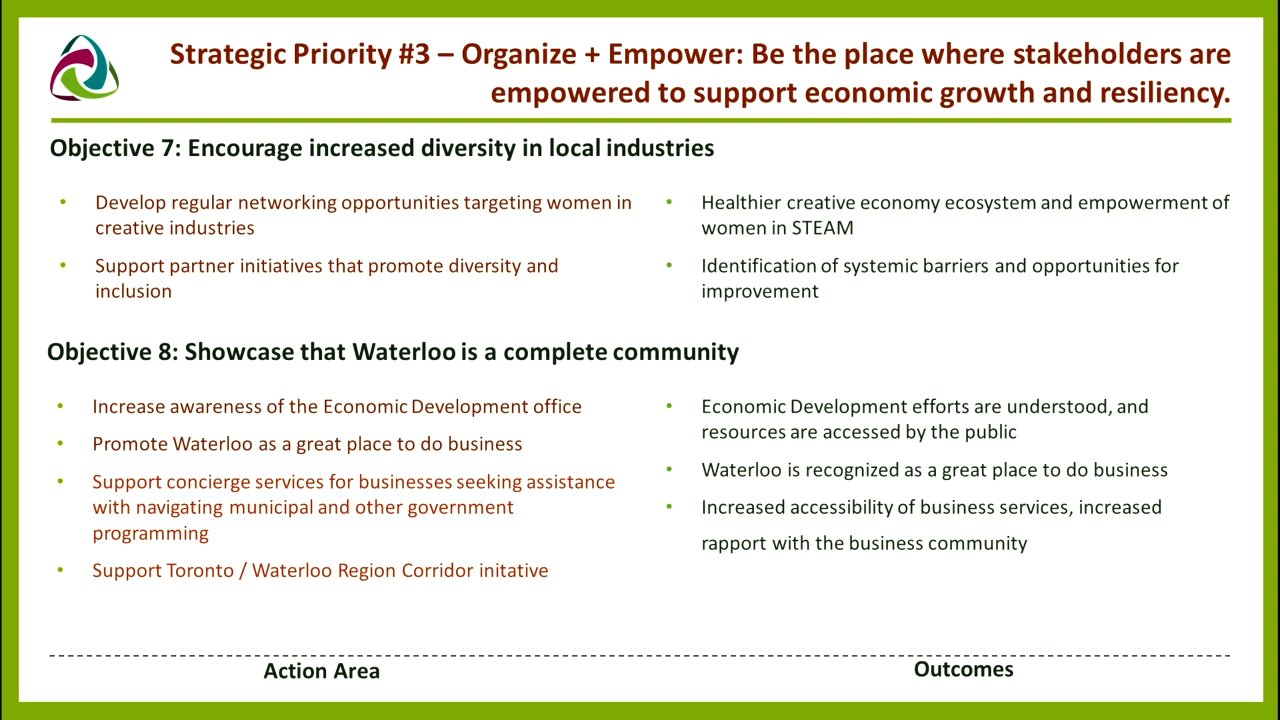 Strategic Priority #3 – Organize + Empower: Be the place where stakeholders are
empowered to support economic growth and resiliency.
Objective 7: Encourage increased diversity in local industries
• Develop regular networking opportunities targeting women in
creative industries
• Support partner initiatives that promote diversity and
inclusion
• Healthier creative economy ecosystem and empowerment of
women in STEAM
• Identification of systemic barriers and opportunities for
improvement
Objective 8: Showcase that Waterloo is a complete community
• Increase awareness of the Economic Development office
• Promote Waterloo as a great place to do business
• Support concierge services for businesses seeking assistance
with navigating municipal and other government
programming
• Support Toronto / Waterloo Region Corridor initative
• Economic Development efforts are understood, and
resources are accessed by the public
• Waterloo is recognized as a great place to do business
• Increased accessibility of business services, increased
rapport with the business community
Action Area
Outcomes